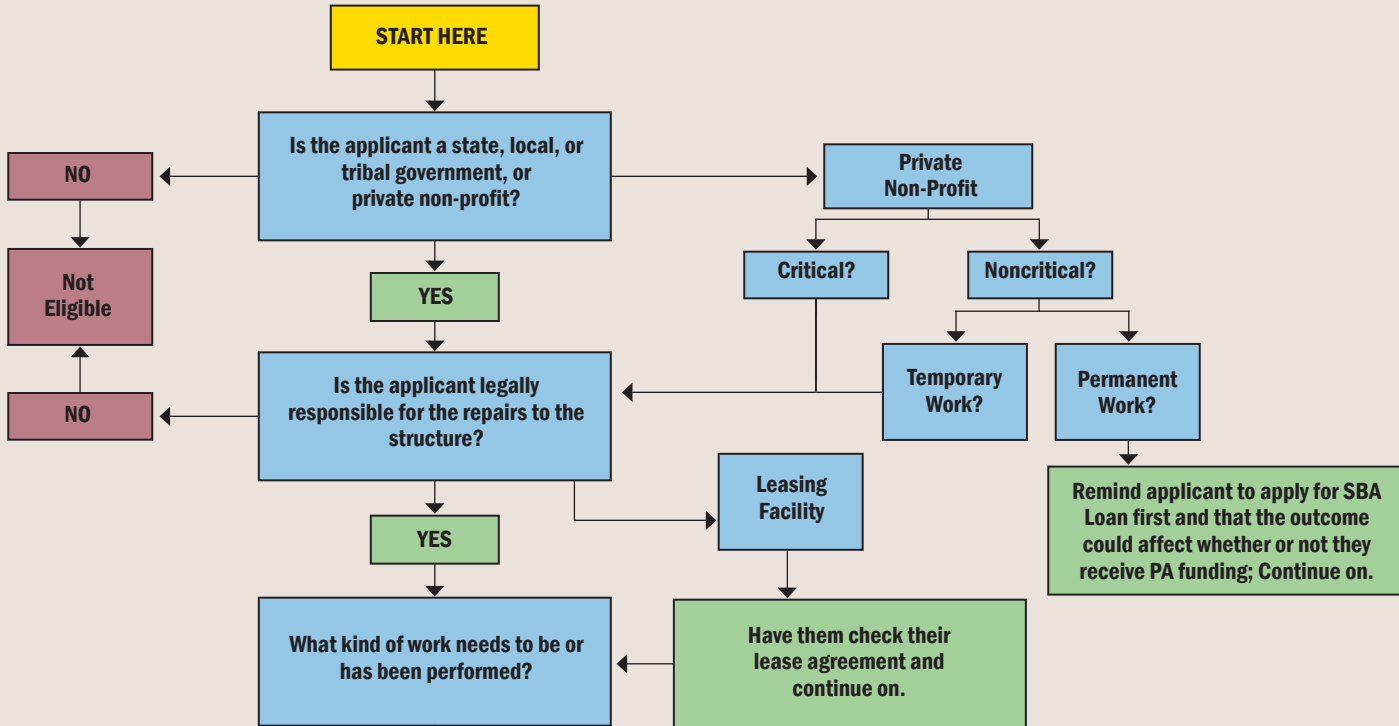 START HERE
Is the applicant a state, local, or
tribal government, or
private non-profit?
NO
Private
Non-Profit
Not
Eligible
YES
Critical?
Noncritical?
Is the applicant legally
responsible for the repairs to the
structure?
NO
Temporary
Work?
Permanent
Work?
YES
Leasing
Facility
Remind applicant to apply for SBA
Loan first and that the outcome
could affect whether or not they
receive PA funding; Continue on.
What kind of work needs to be or
has been performed?
Have them check their
lease agreement and
continue on.